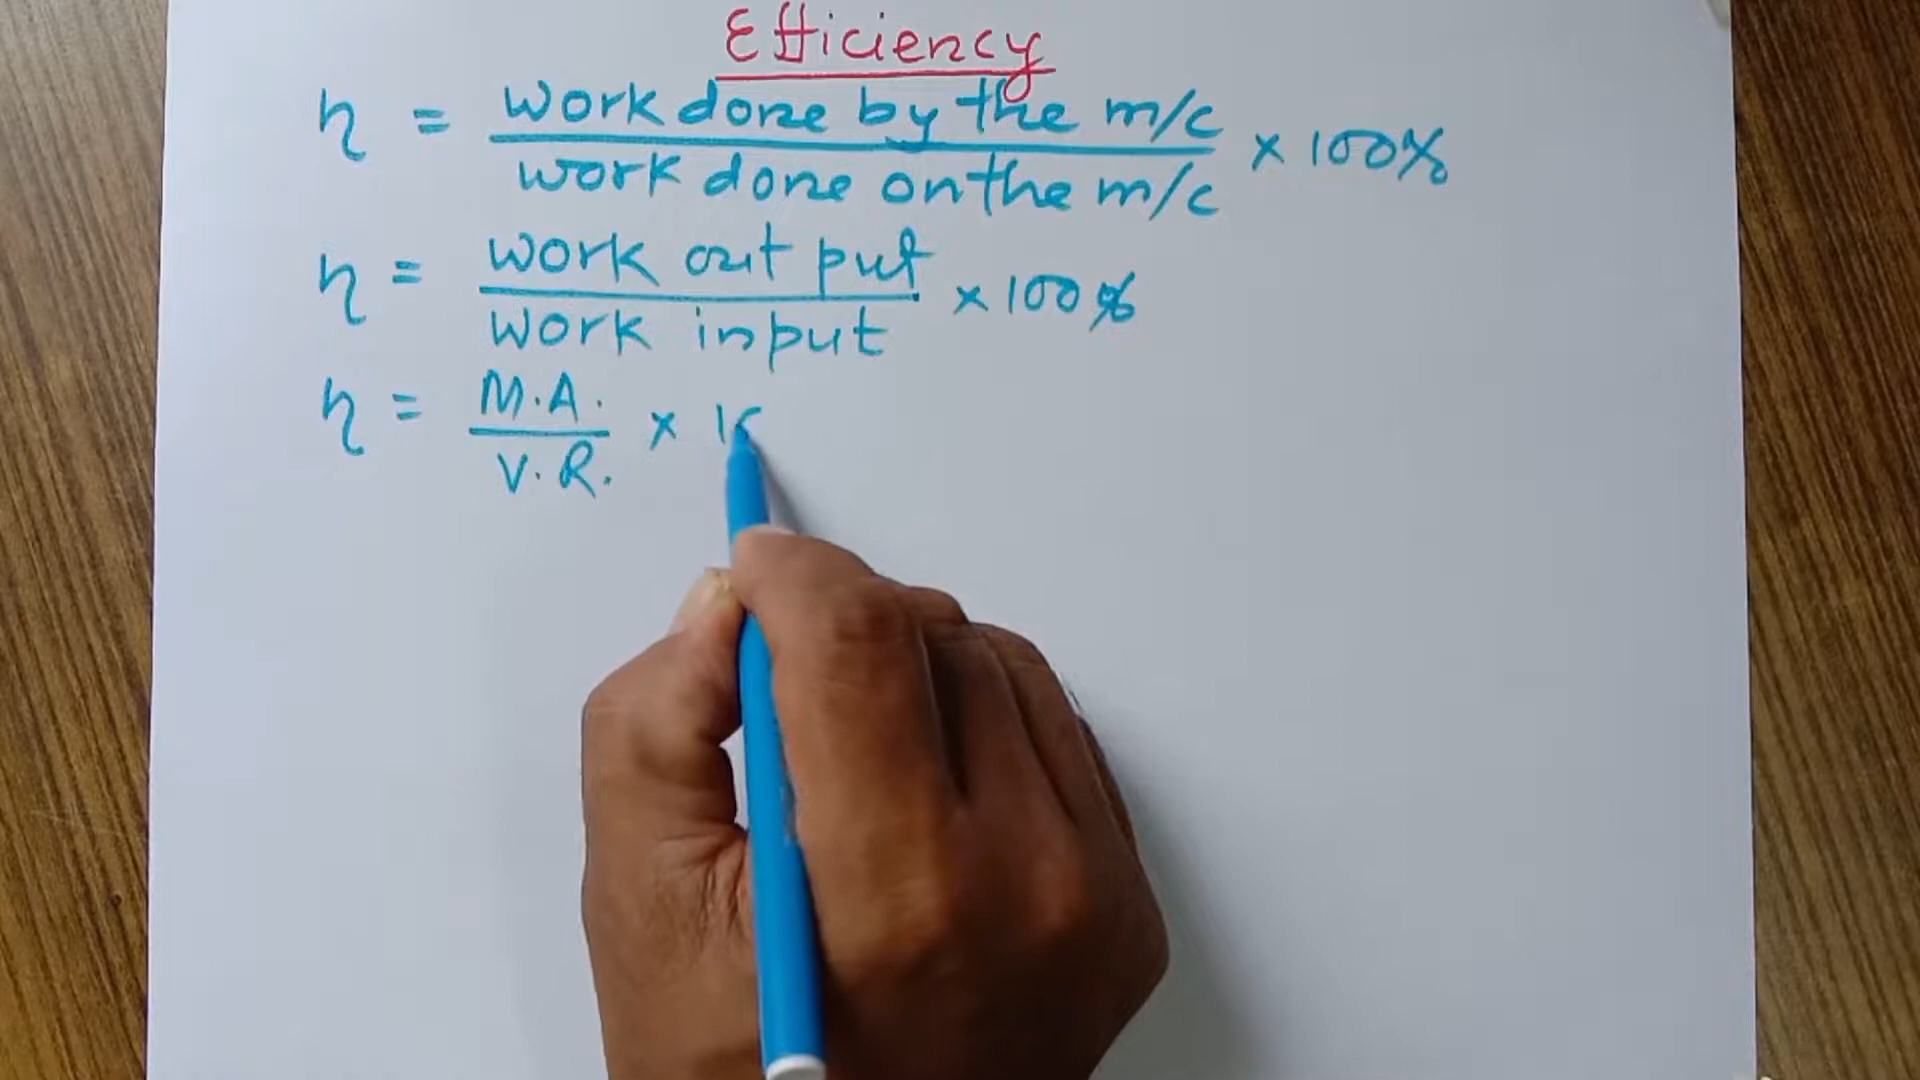 Efficiency
η = work done by the m/c / work done on the m/c × 100%
η = work out put / work input × 100%
η = M.A. / V.R. × 1